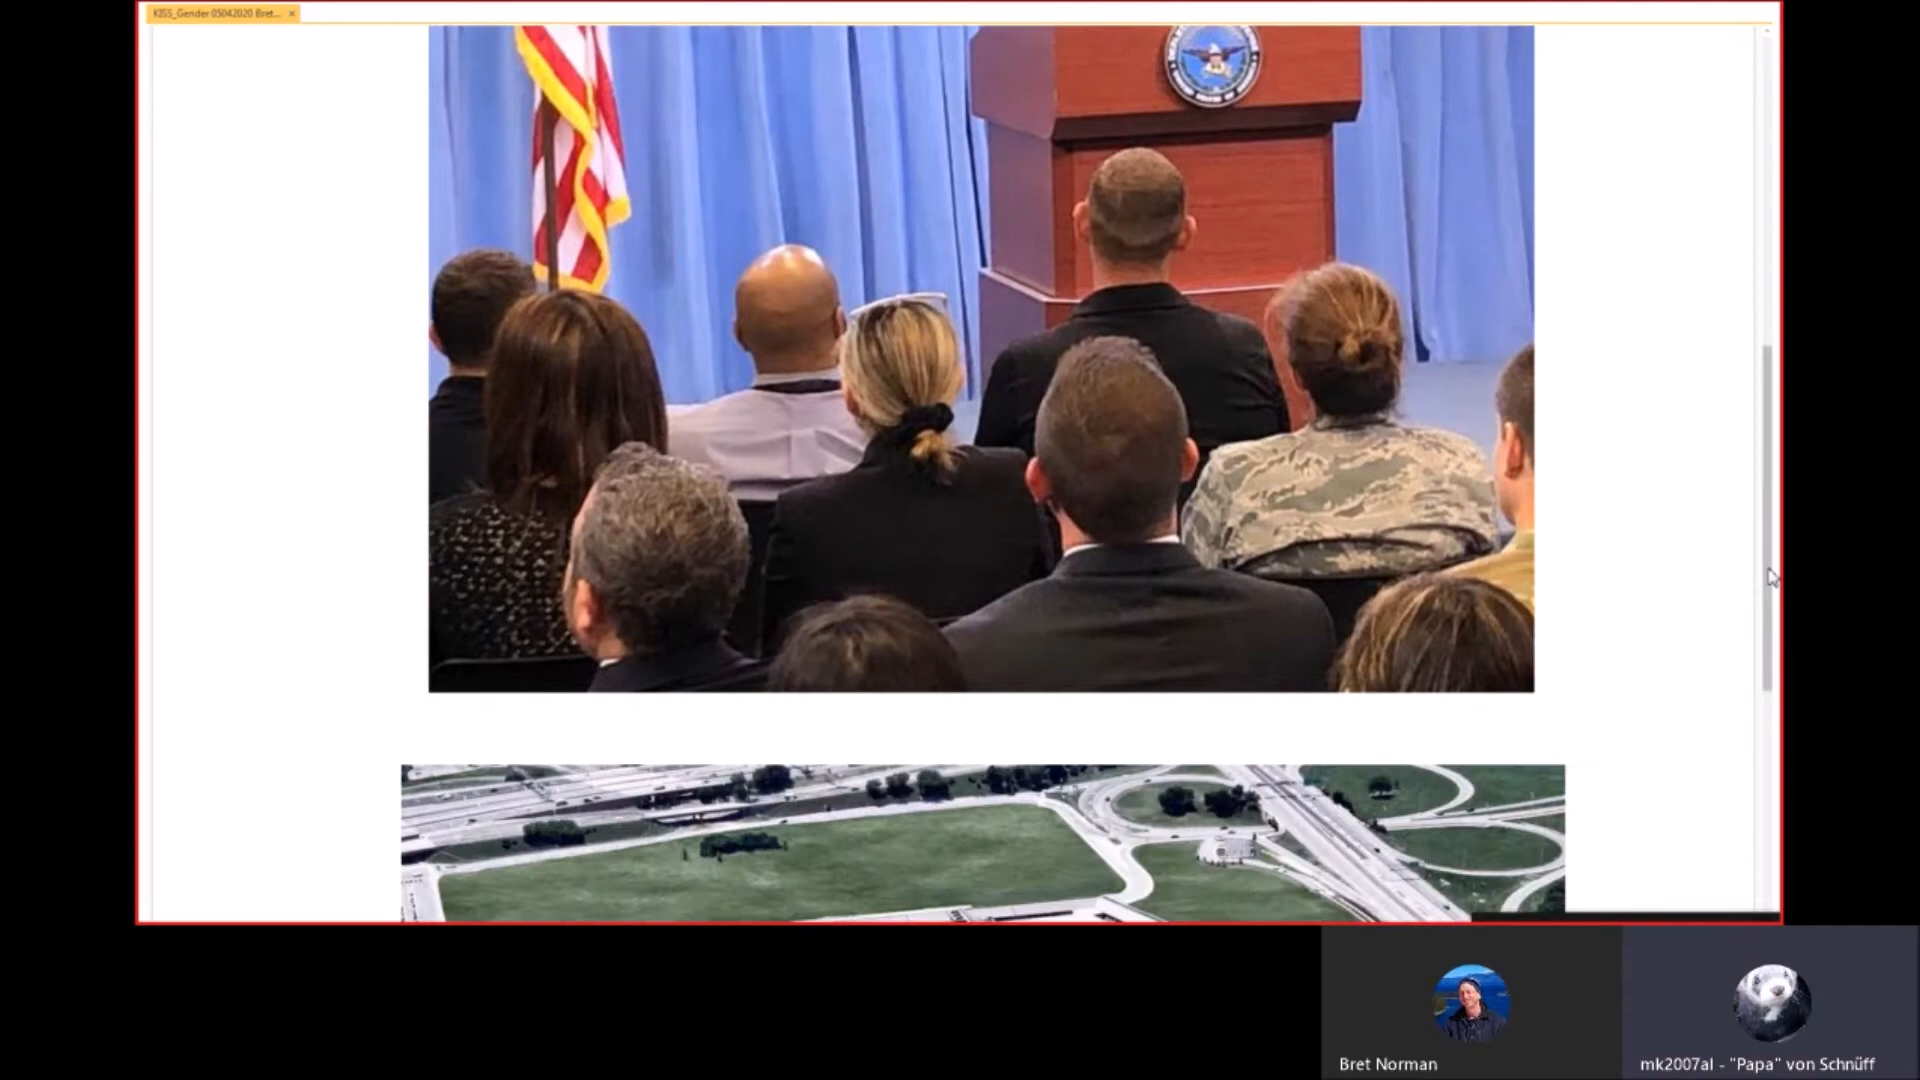 KISS_Gender 05042020 Bret...
Bret Norman
mk2007al - "Papa" von Schnüff